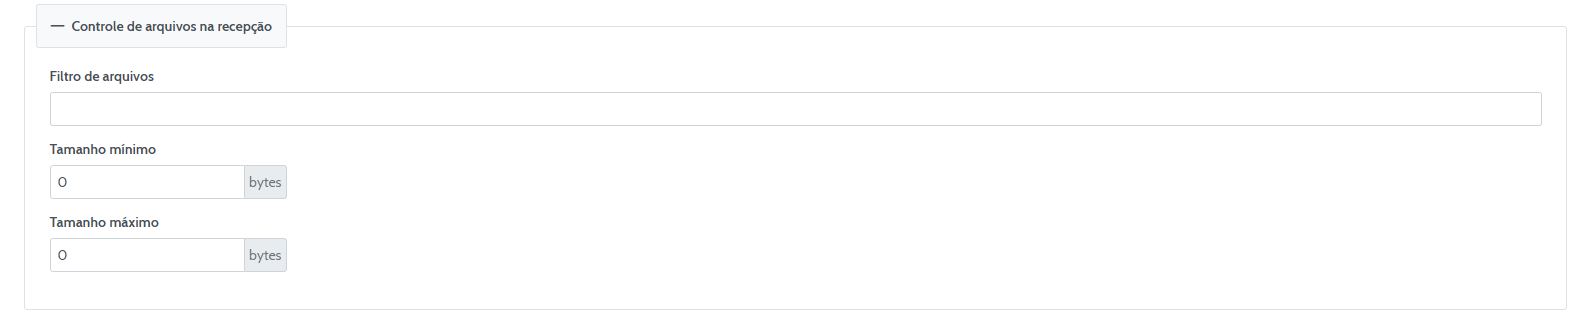 — Controle de arquivos na recepção
Filtro de arquivos
Tamanho mínimo
0 bytes
Tamanho máximo
0 bytes